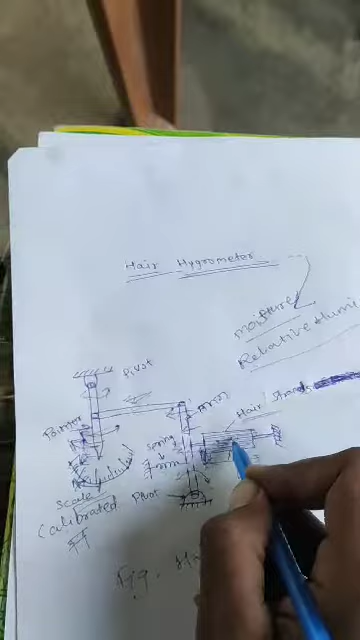 Hair Hygrometer
moisture
Relative Humi
Pivot
Pointer
Arm
Hair Strands
Spring
Scale
Calibrated
Pivot
Fig.